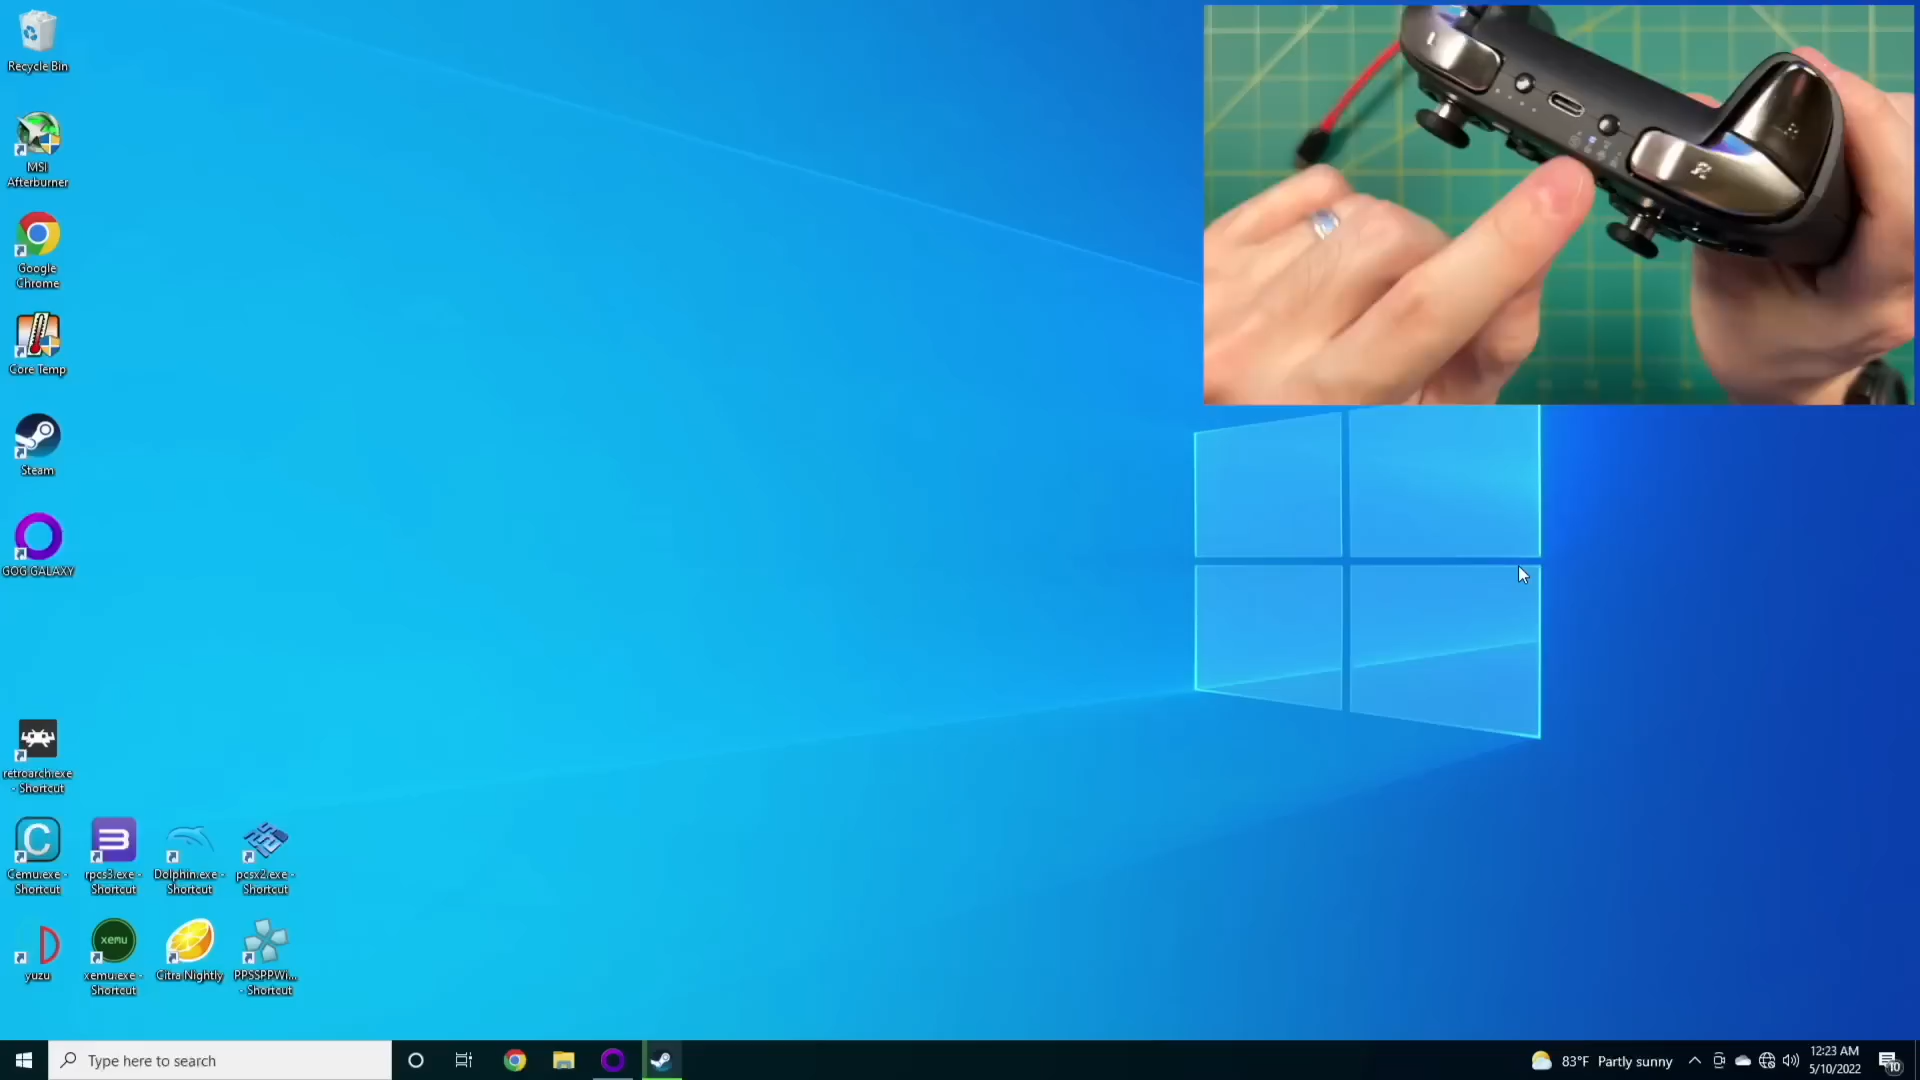 Recycle Bin
MSI
Afterburner
Google
Chrome
Core Temp
Steam
GOG GALAXY
retroarch.exe
- Shortcut
Cemu.exe -
Shortcut
rpcs3.exe -
Shortcut
Dolphin.exe -
Shortcut
pcsx2.exe -
Shortcut
yuzu
xemu
xemu.exe -
Shortcut
Citra Nightly
PPSSPPWi...
- Shortcut
Type here to search
83°F Partly sunny
12:23 AM
5/10/2022
10